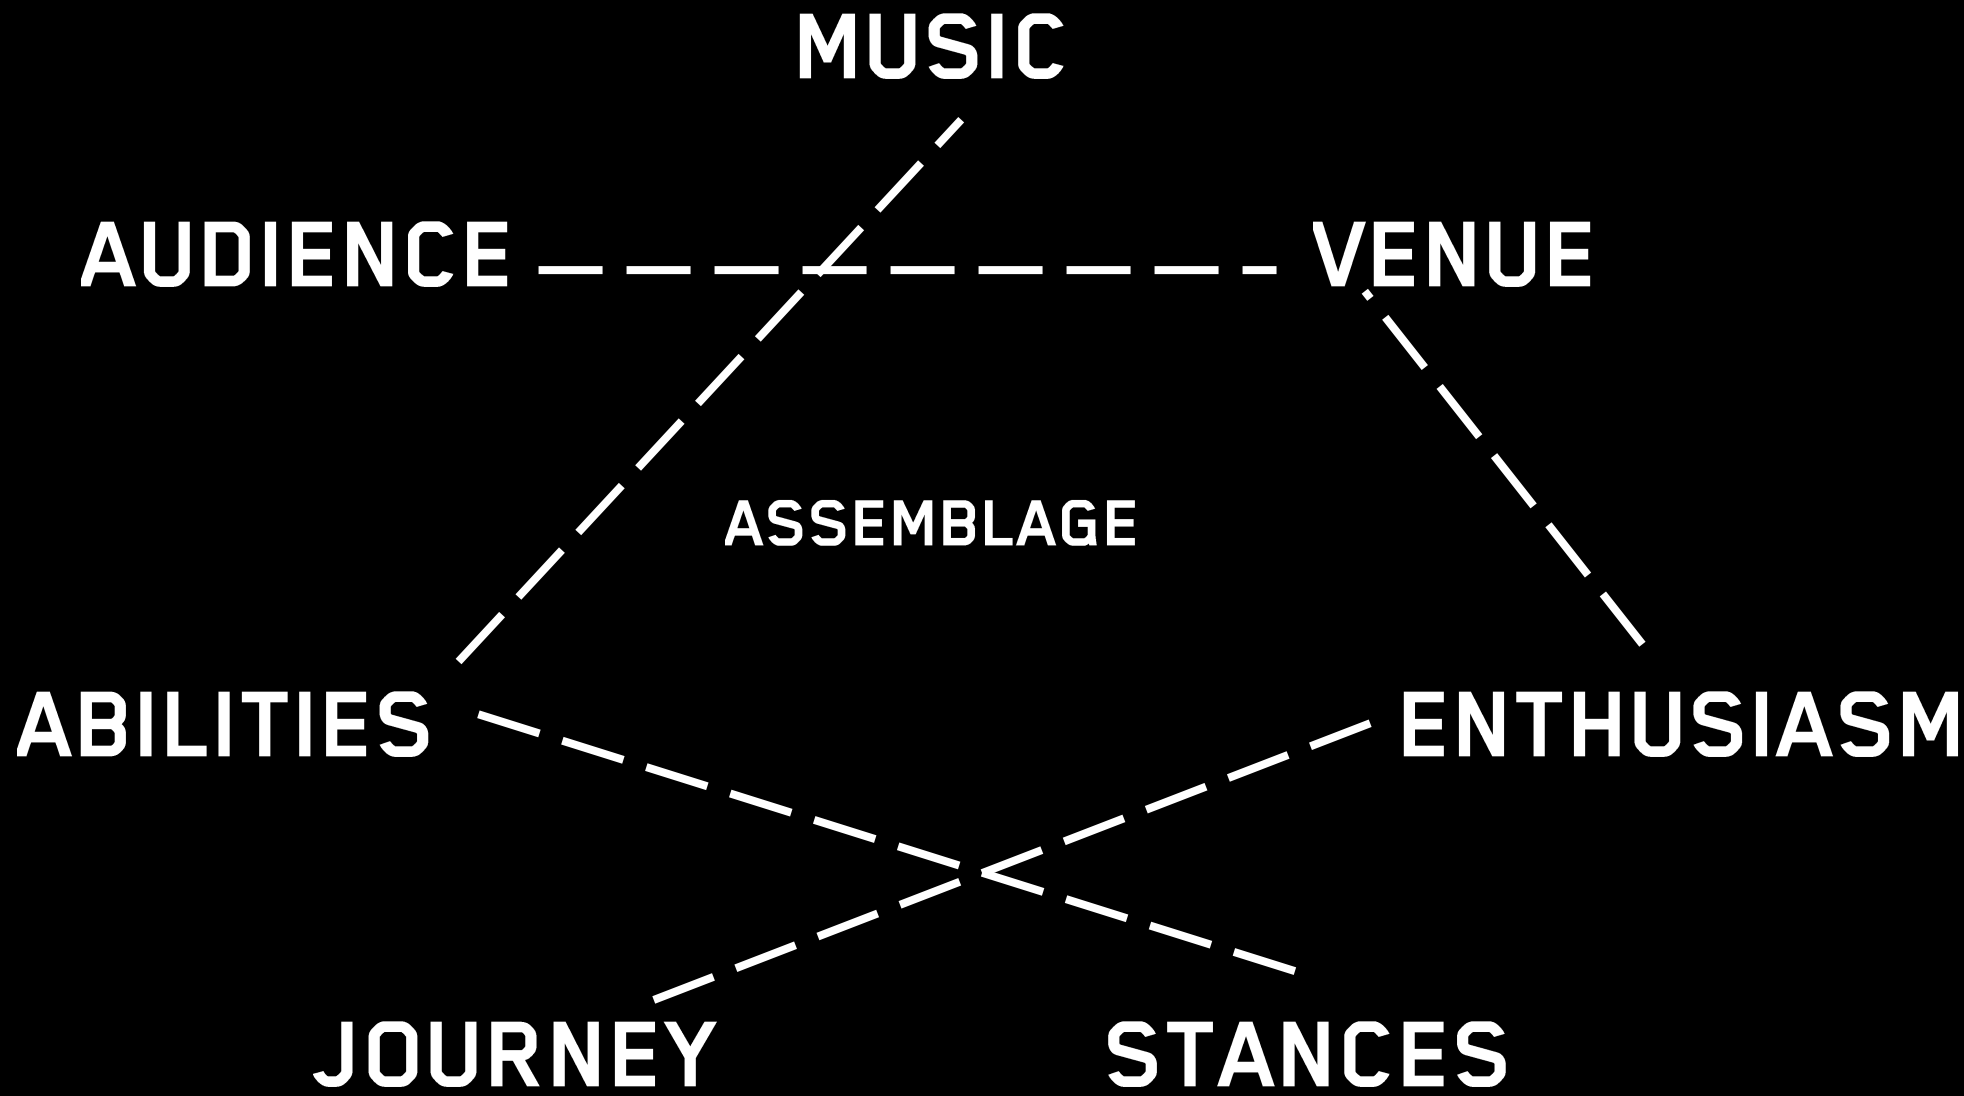 MUSIC
AUDIENCE
VENUE
ASSEMBLAGE
ABILITIES
ENTHUSIASM
JOURNEY
STANCES